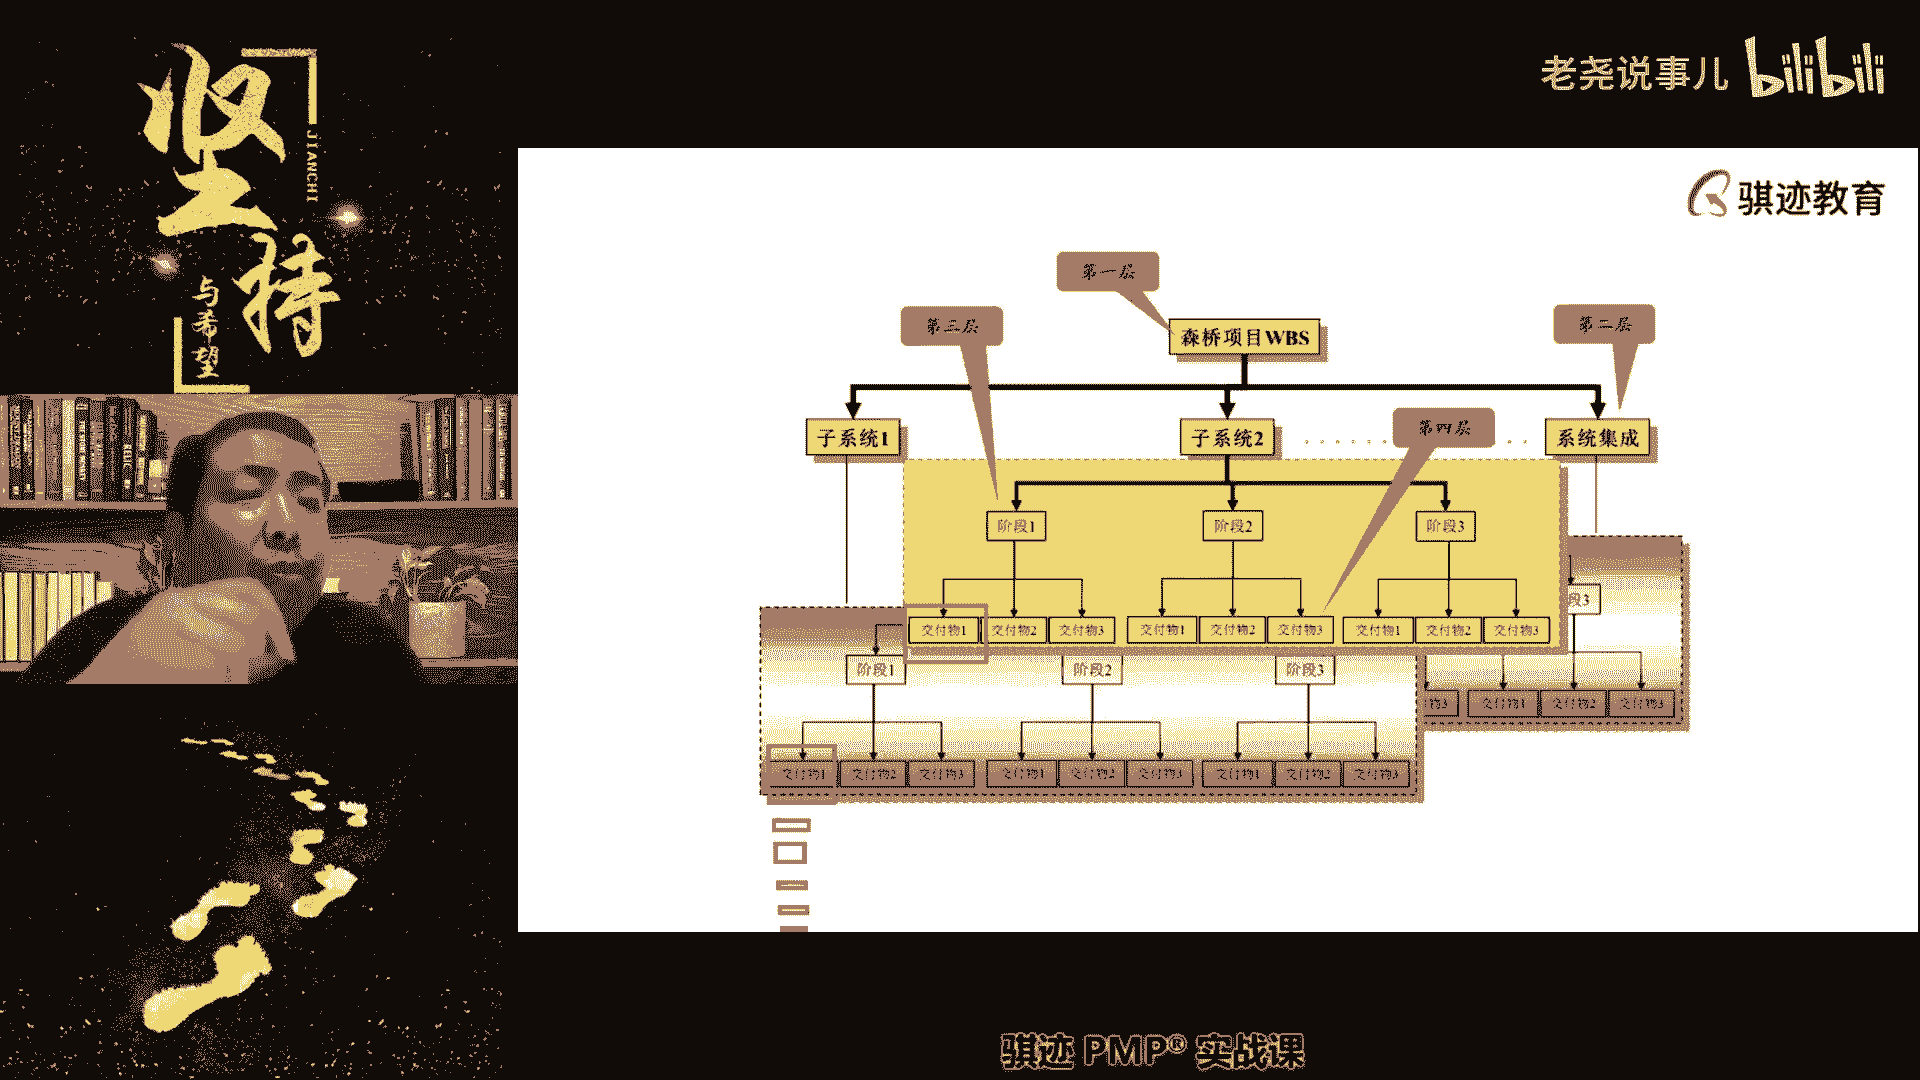 坚持
JIANCHI
与希望
老尧说事儿 bilibili
骐迹教育
第一层
第三层
第二层
森桥项目WBS
子系统1
子系统2
第四层
系统集成
阶段1
阶段2
阶段3
段3
交付物1 交付物2 交付物3 交付物1 交付物2 交付物3 交付物1 交付物2 交付物3
阶段1
阶段2
阶段3
物3 交付物1 交付物2 交付物3
交付物1 交付物2 交付物3 交付物1 交付物2 交付物3 交付物1 交付物2 交付物3
骐迹 PMP® 实战课